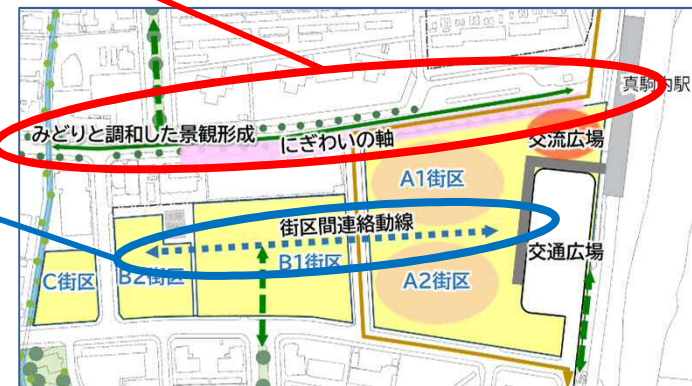 真駒内駅
みどりと調和した景観形成
にぎわいの軸
交流広場
A1街区
街区間連絡動線
交通広場
C街区
B2街区
B1街区
A2街区